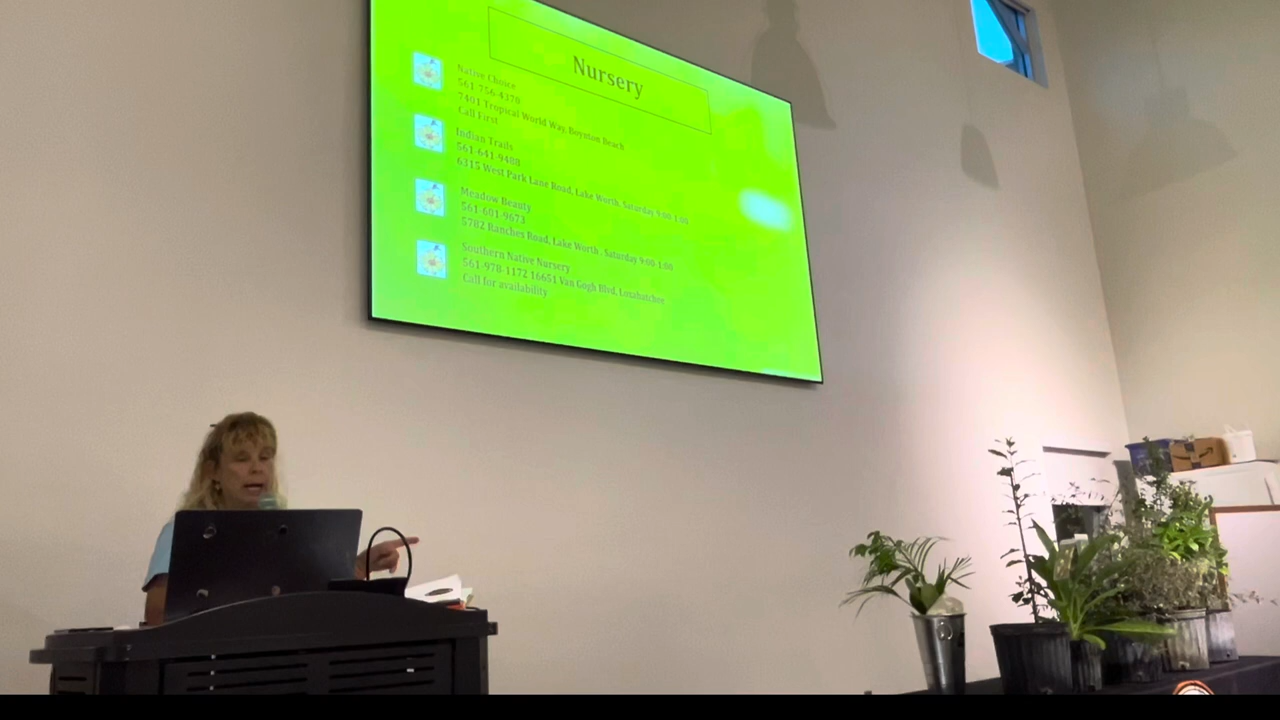 Nursery
Native Choice
561-756-4370
7401 Tropical World Way, Boynton Beach
Call First
Indian Trails
561-641-9488
6315 West Park Lane Road, Lake Worth, Saturday 9:00-1:00
Meadow Beauty
561-601-9673
5782 Ranches Road, Lake Worth . Saturday 9:00-1:00
Southern Native Nursery
561-978-1172 16651 Van Gogh Blvd, Loxahatchee
Call for availability